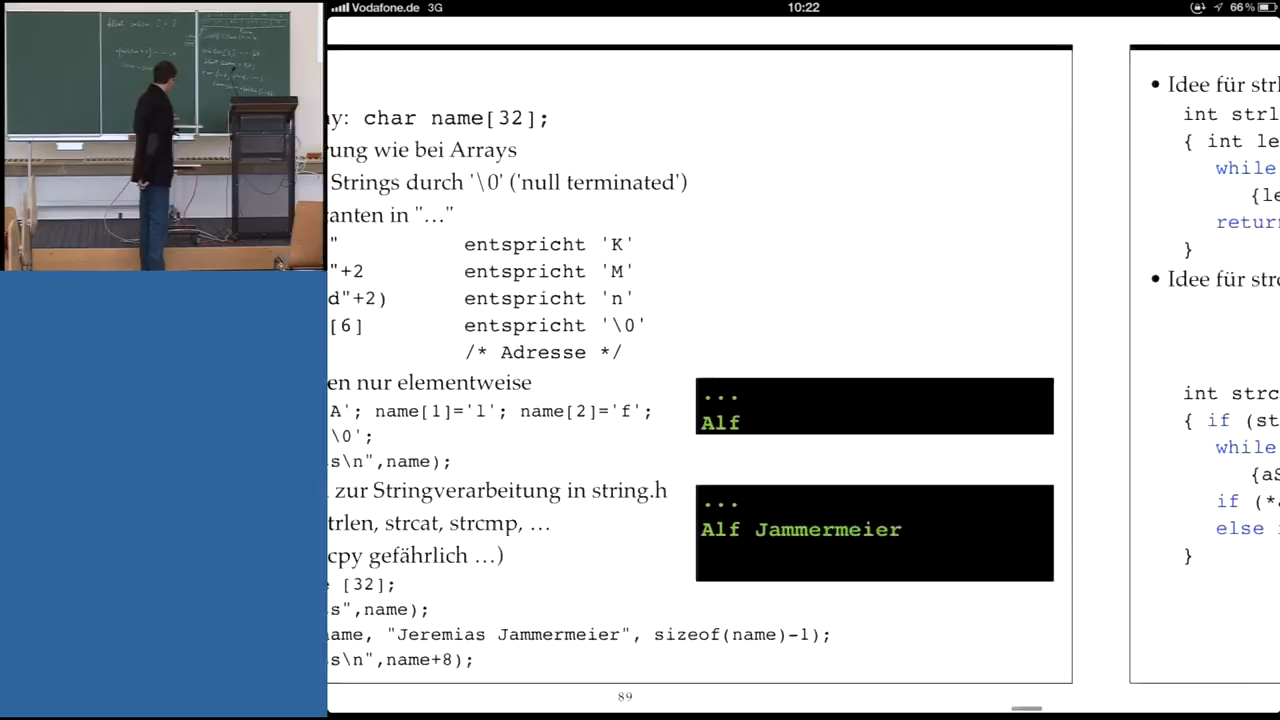 Vodafone.de 3G 10:22 66%
ny: char name[32];
rung wie bei Arrays
Strings durch '\0' ('null terminated')
anten in "…"
" entspricht 'K'
"+2 entspricht 'M'
d"+2) entspricht 'n'
[6] entspricht '\0'
/* Adresse */
en nur elementweise
A'; name[1]='l'; name[2]='f';
\0';
s\n",name);
...
Alf
zur Stringverarbeitung in string.h
trlen, strcat, strcmp, …
cpy gefährlich …)
[32];
s",name);
ame, "Jeremias Jammermeier", sizeof(name)-1);
s\n",name+8);
...
Alf Jammermeier
89
• Idee für strl
int strl
{ int le
while
{le
return
}
• Idee für strc
int strc
{ if (st
while
{aS
if (*
else
}